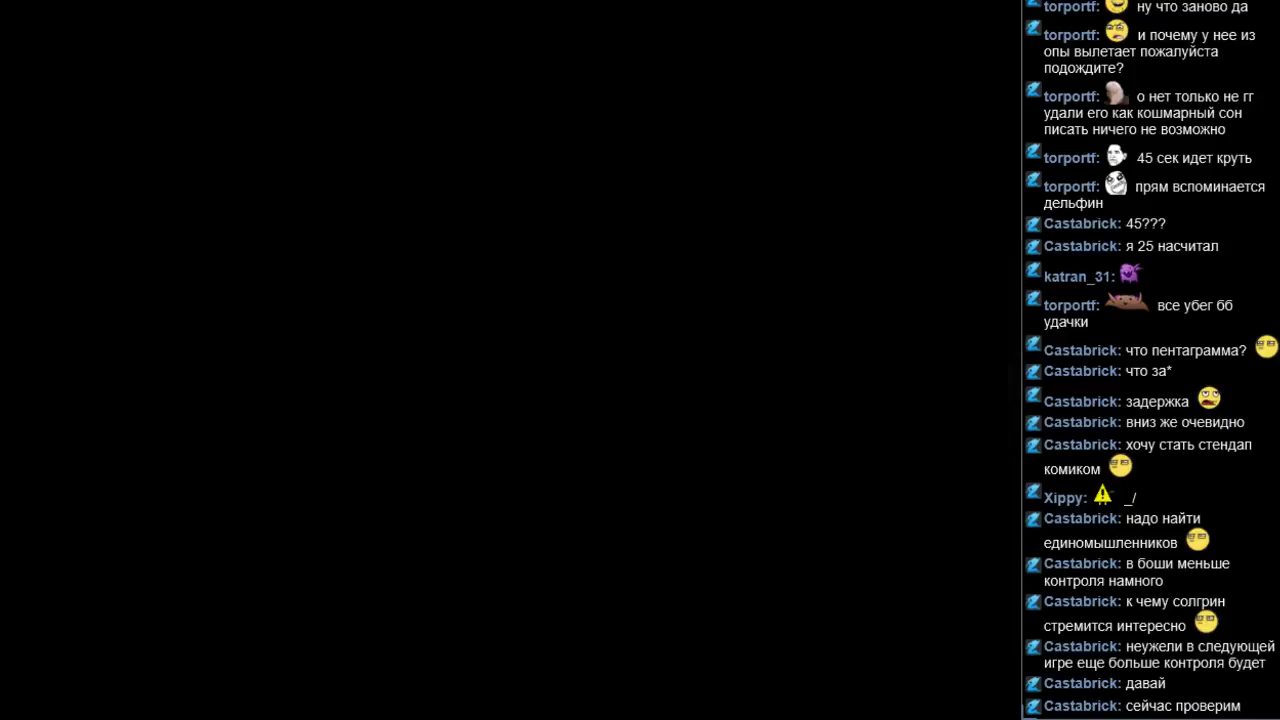 torportf: ну что заново да
torportf: и почему у нее из
опы вылетает пожалуйста
подождите?
torportf: о нет только не гг
удали его как кошмарный сон
писать ничего не возможно
torportf: 45 сек идет круть
torportf: прям вспоминается
дельфин
Castabrick: 45???
Castabrick: я 25 насчитал
katran_31:
torportf: все убег бб
удачки
Castabrick: что пентаграмма?
Castabrick: что за*
Castabrick: задержка
Castabrick: вниз же очевидно
Castabrick: хочу стать стендап
комиком
Xippy: _/
Castabrick: надо найти
единомышленников
Castabrick: в боши меньше
контроля намного
Castabrick: к чему солгрин
стремится интересно
Castabrick: неужели в следующей
игре еще больше контроля будет
Castabrick: давай
Castabrick: сейчас проверим